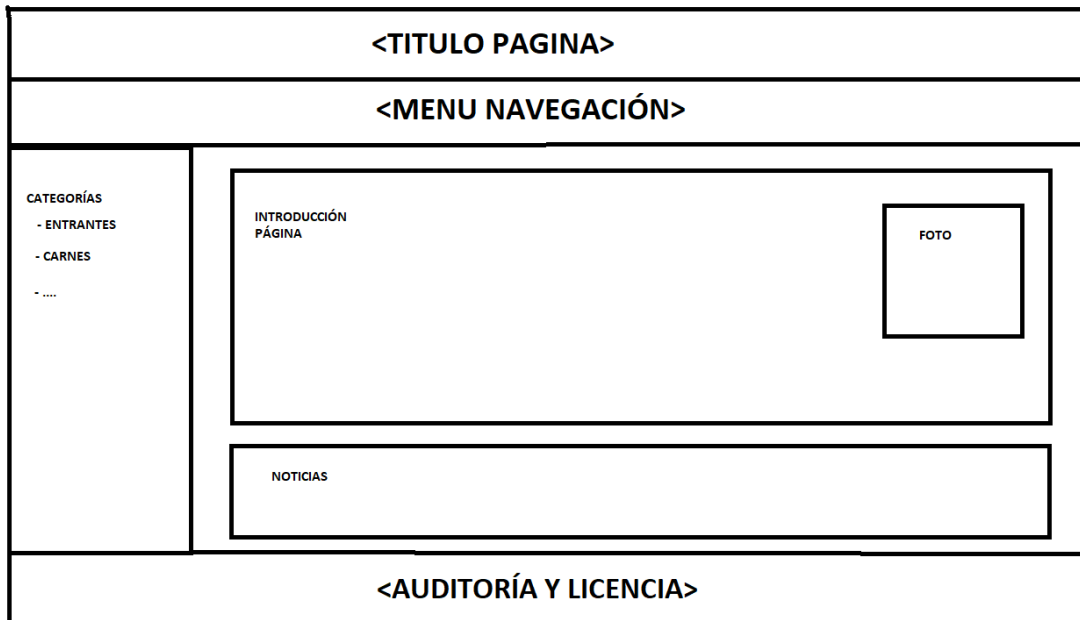 <TITULO PAGINA>
<MENU NAVEGACIÓN>
CATEGORÍAS
- ENTRANTES
- CARNES
- ....
INTRODUCCIÓN
PÁGINA
FOTO
NOTICIAS
<AUDITORÍA Y LICENCIA>